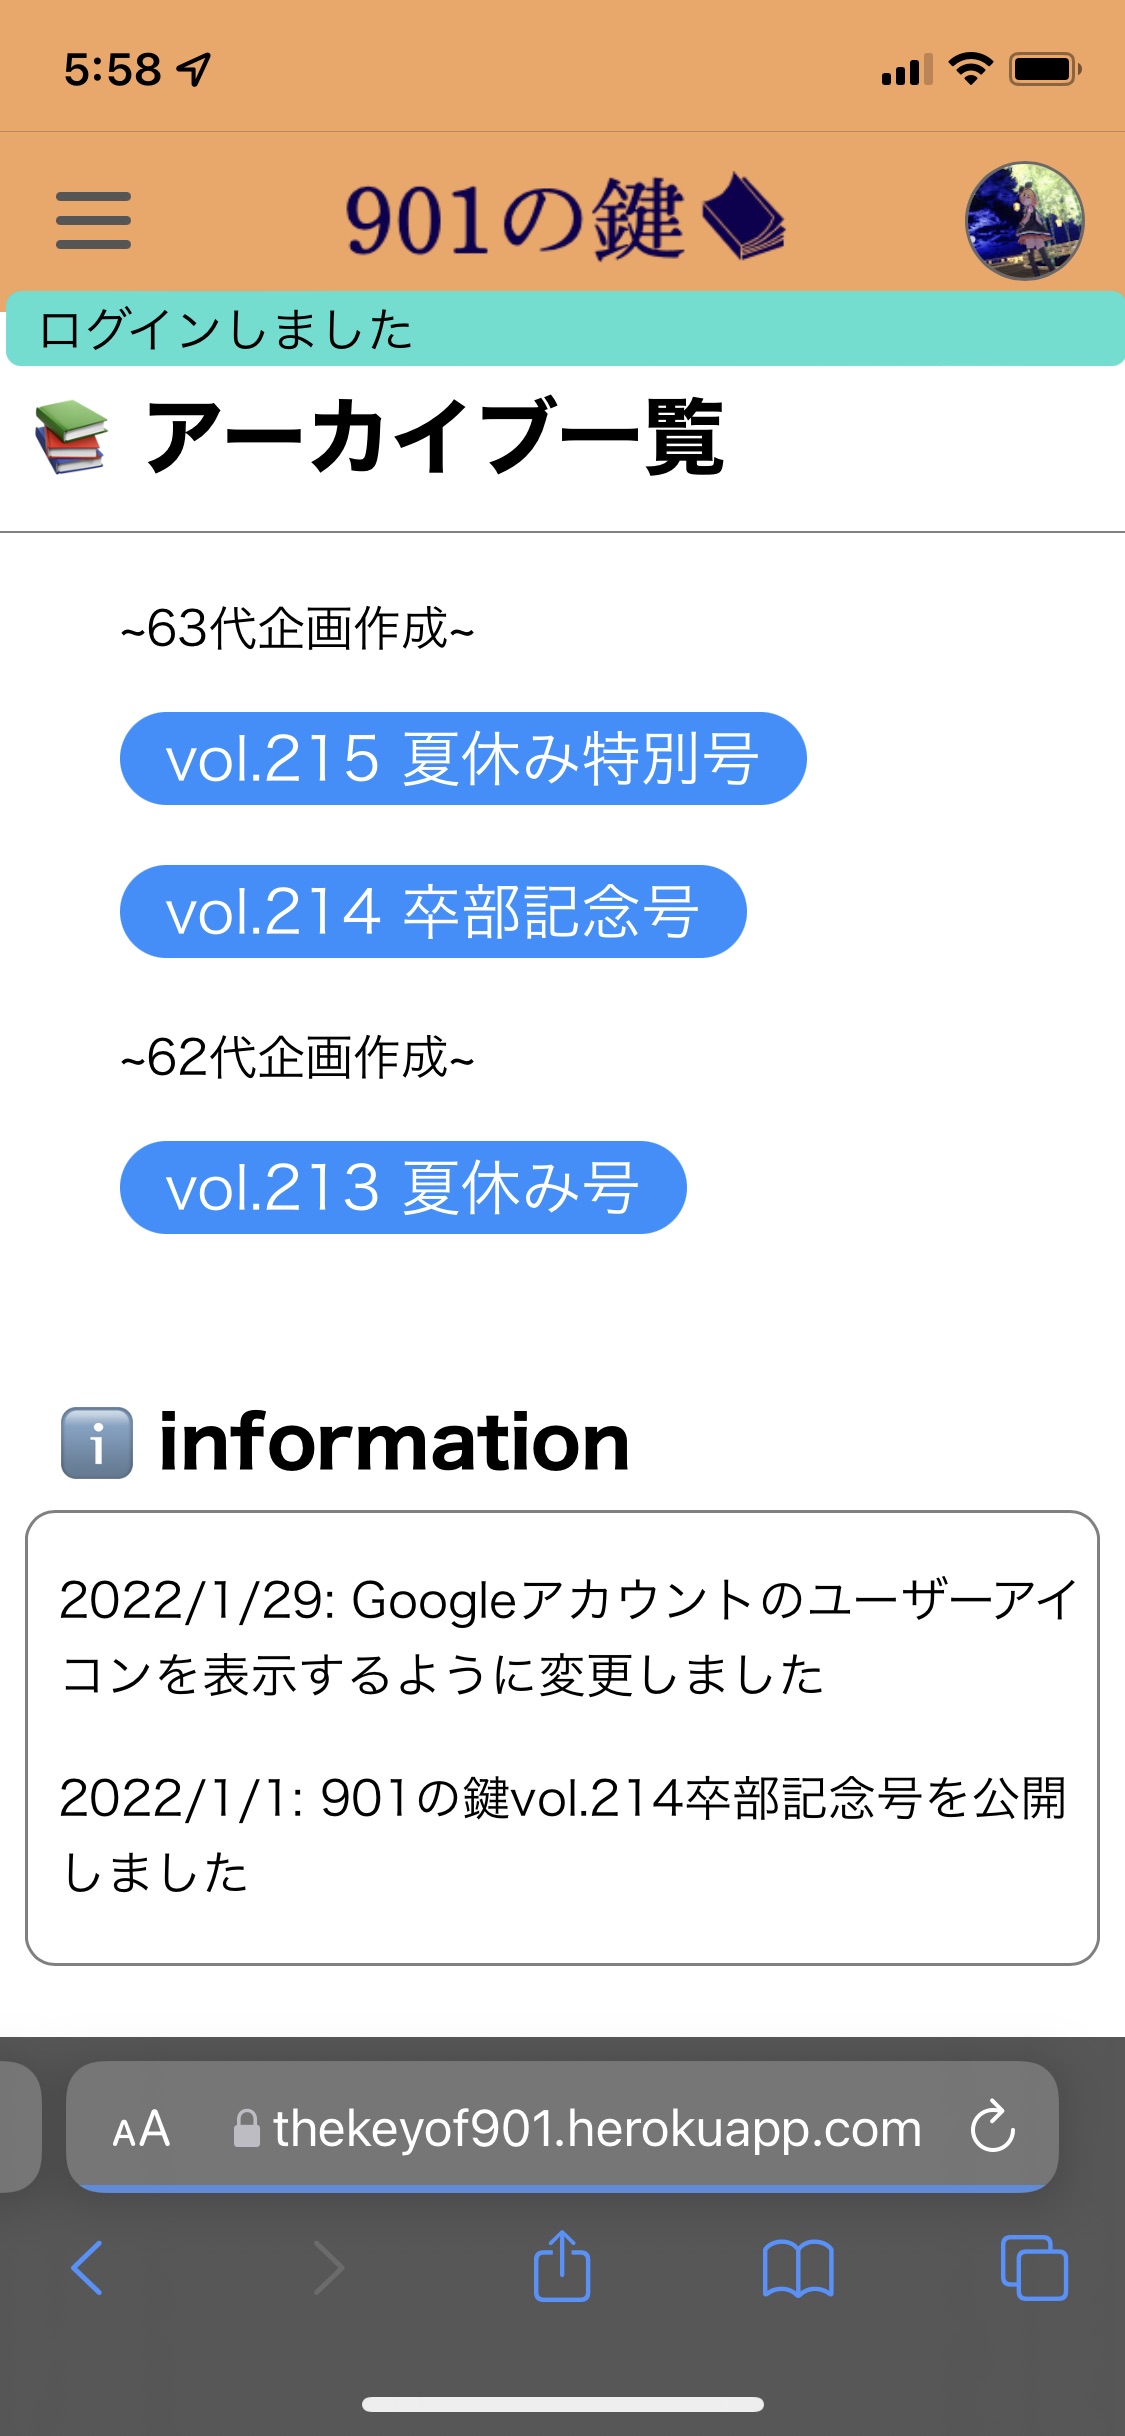 5:58
901の鍵
ログインしました
アーカイブ一覧
~63代企画作成~
vol.215 夏休み特別号
vol.214 卒部記念号
~62代企画作成~
vol.213 夏休み号
information
2022/1/29: Googleアカウントのユーザーアイ
コンを表示するように変更しました
2022/1/1: 901の鍵vol.214卒部記念号を公開
しました
AA thekeyof901.herokuapp.com